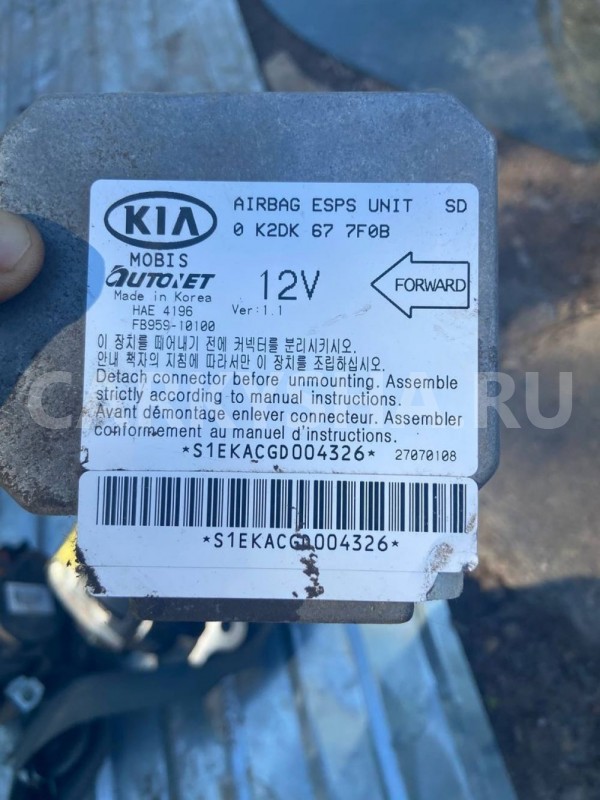 KIA
AIRBAG ESPS UNIT SD
0 K2DK 67 7F0B
MOBIS
AUTONET
Made in Korea
HAE 4196
FB959-10100
12V
Ver:1.1
FORWARD
이 장치를 떼어내기 전에 커넥터를 분리시키시오.
안내 책자의 지침에 따라서만 이 장치를 조립하십시오.
Detach connector before unmounting. Assemble
strictly according to manual instructions.
Avant démontage enlever connecteur. Assembler
conformement au manuel d'instructions.
*S1EKACGD004326* 27070108
*S1EKACGD004326*